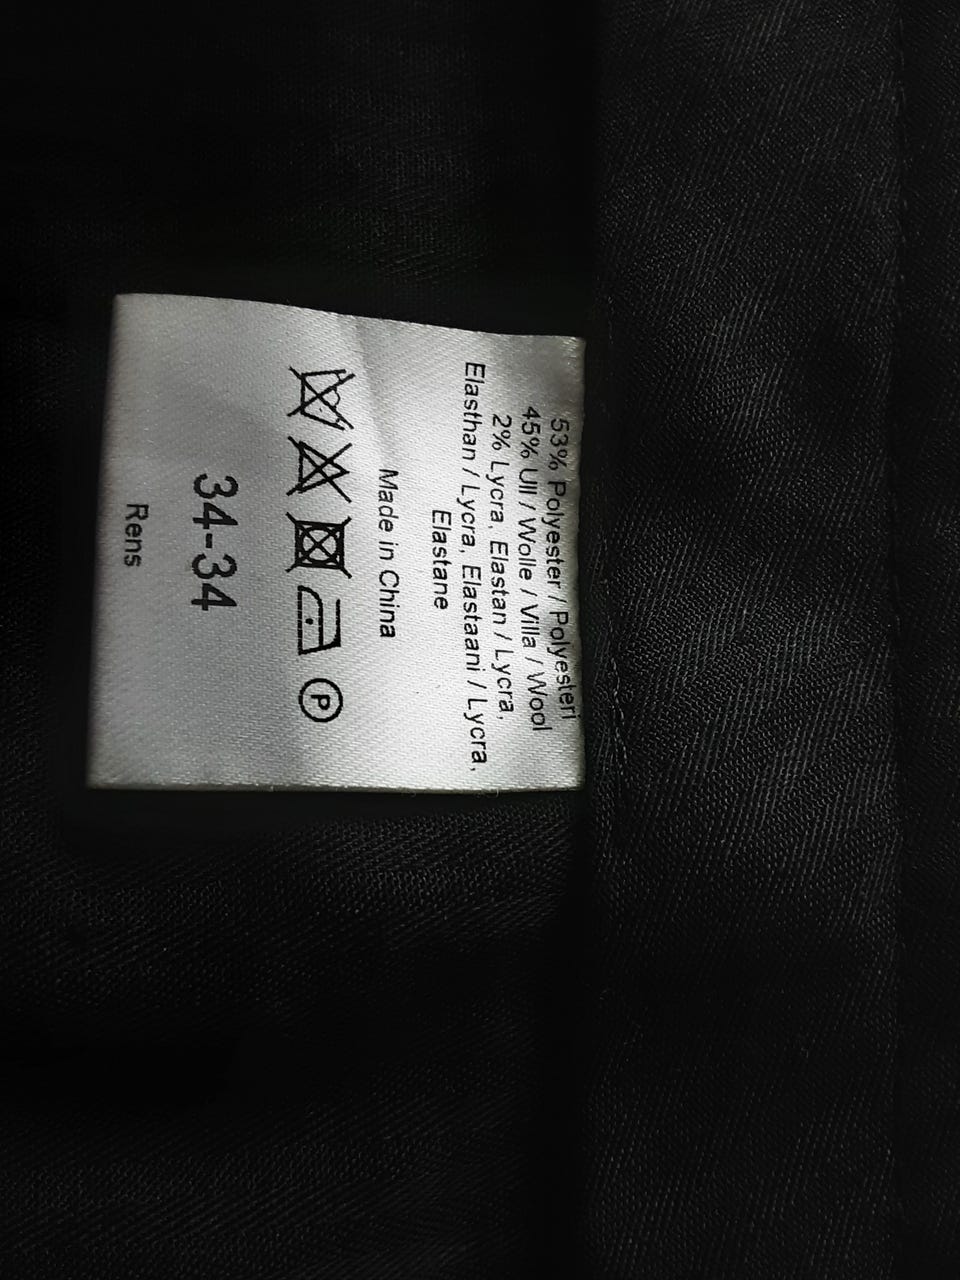 53% Polyester / Polyesteri
45% Ull / Wolle / Villa / Wool
2% Lycra, Elastan / Lycra,
Elasthan / Lycra, Elastaani / Lycra,
Elastane
Made in China
P
34-34
Rens